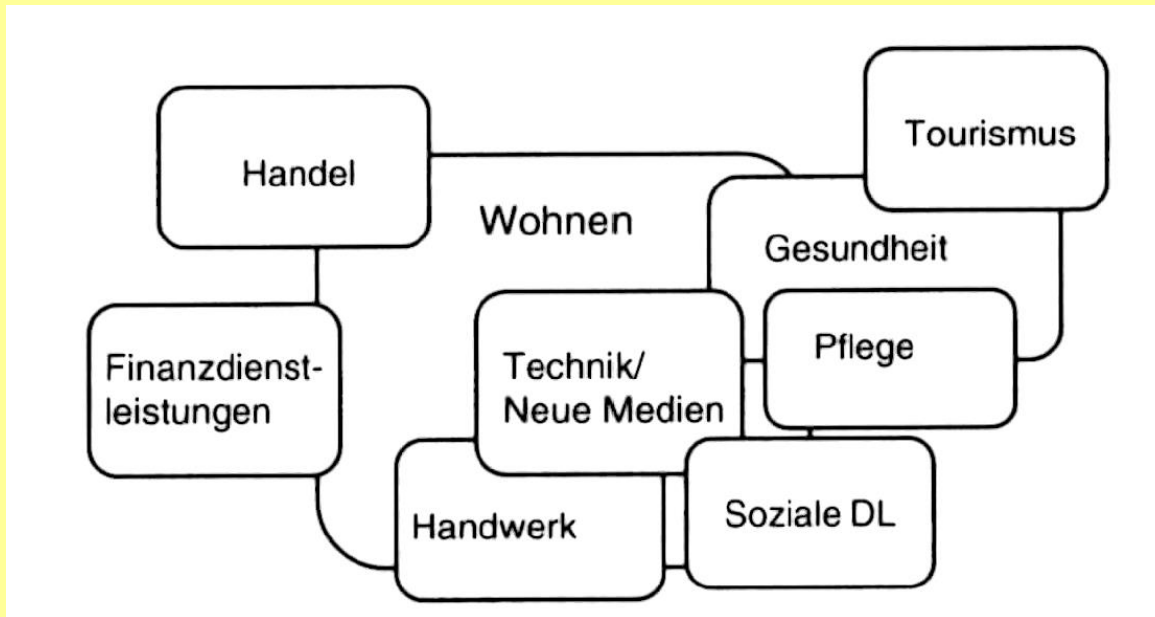 Tourismus
Handel
Wohnen
Gesundheit
Pflege
Finanzdienst-
leistungen
Technik/
Neue Medien
Handwerk
Soziale DL